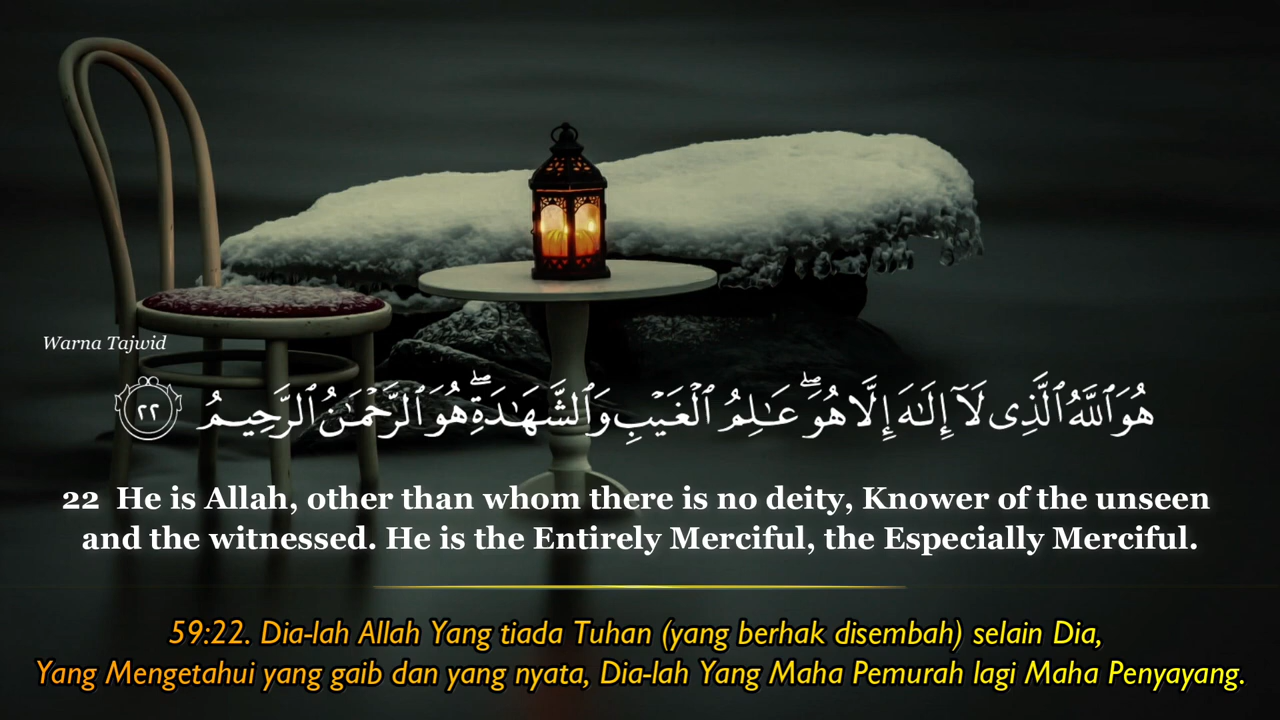 Warna Tajwid
هُوَ ٱللَّهُ ٱلَّذِى لَآ إِلَـٰهَ إِلَّا هُوَ ۖ عَـٰلِمُ ٱلْغَيْبِ وَٱلشَّهَـٰدَةِ ۖ هُوَ ٱلرَّحْمَـٰنُ ٱلرَّحِيمُ ٢٢
22 He is Allah, other than whom there is no deity, Knower of the unseen
and the witnessed. He is the Entirely Merciful, the Especially Merciful.
59:22. Dia-lah Allah Yang tiada Tuhan (yang berhak disembah) selain Dia,
Yang Mengetahui yang gaib dan yang nyata, Dia-lah Yang Maha Pemurah lagi Maha Penyayang.